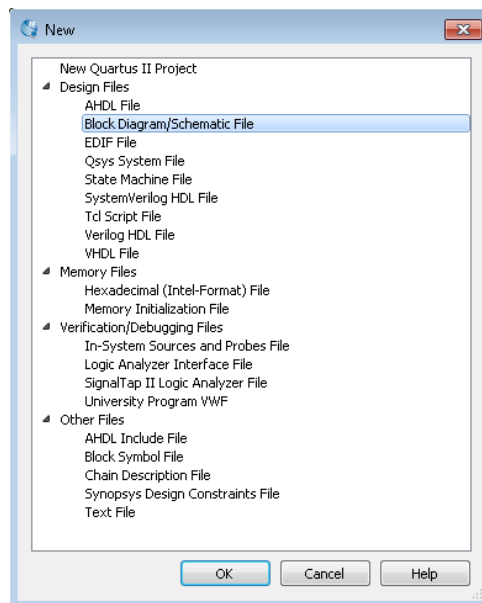 New
New Quartus II Project
Design Files
AHDL File
Block Diagram/Schematic File
EDIF File
Qsys System File
State Machine File
SystemVerilog HDL File
Tcl Script File
Verilog HDL File
VHDL File
Memory Files
Hexadecimal (Intel-Format) File
Memory Initialization File
Verification/Debugging Files
In-System Sources and Probes File
Logic Analyzer Interface File
SignalTap II Logic Analyzer File
University Program VWF
Other Files
AHDL Include File
Block Symbol File
Chain Description File
Synopsys Design Constraints File
Text File
OK Cancel Help